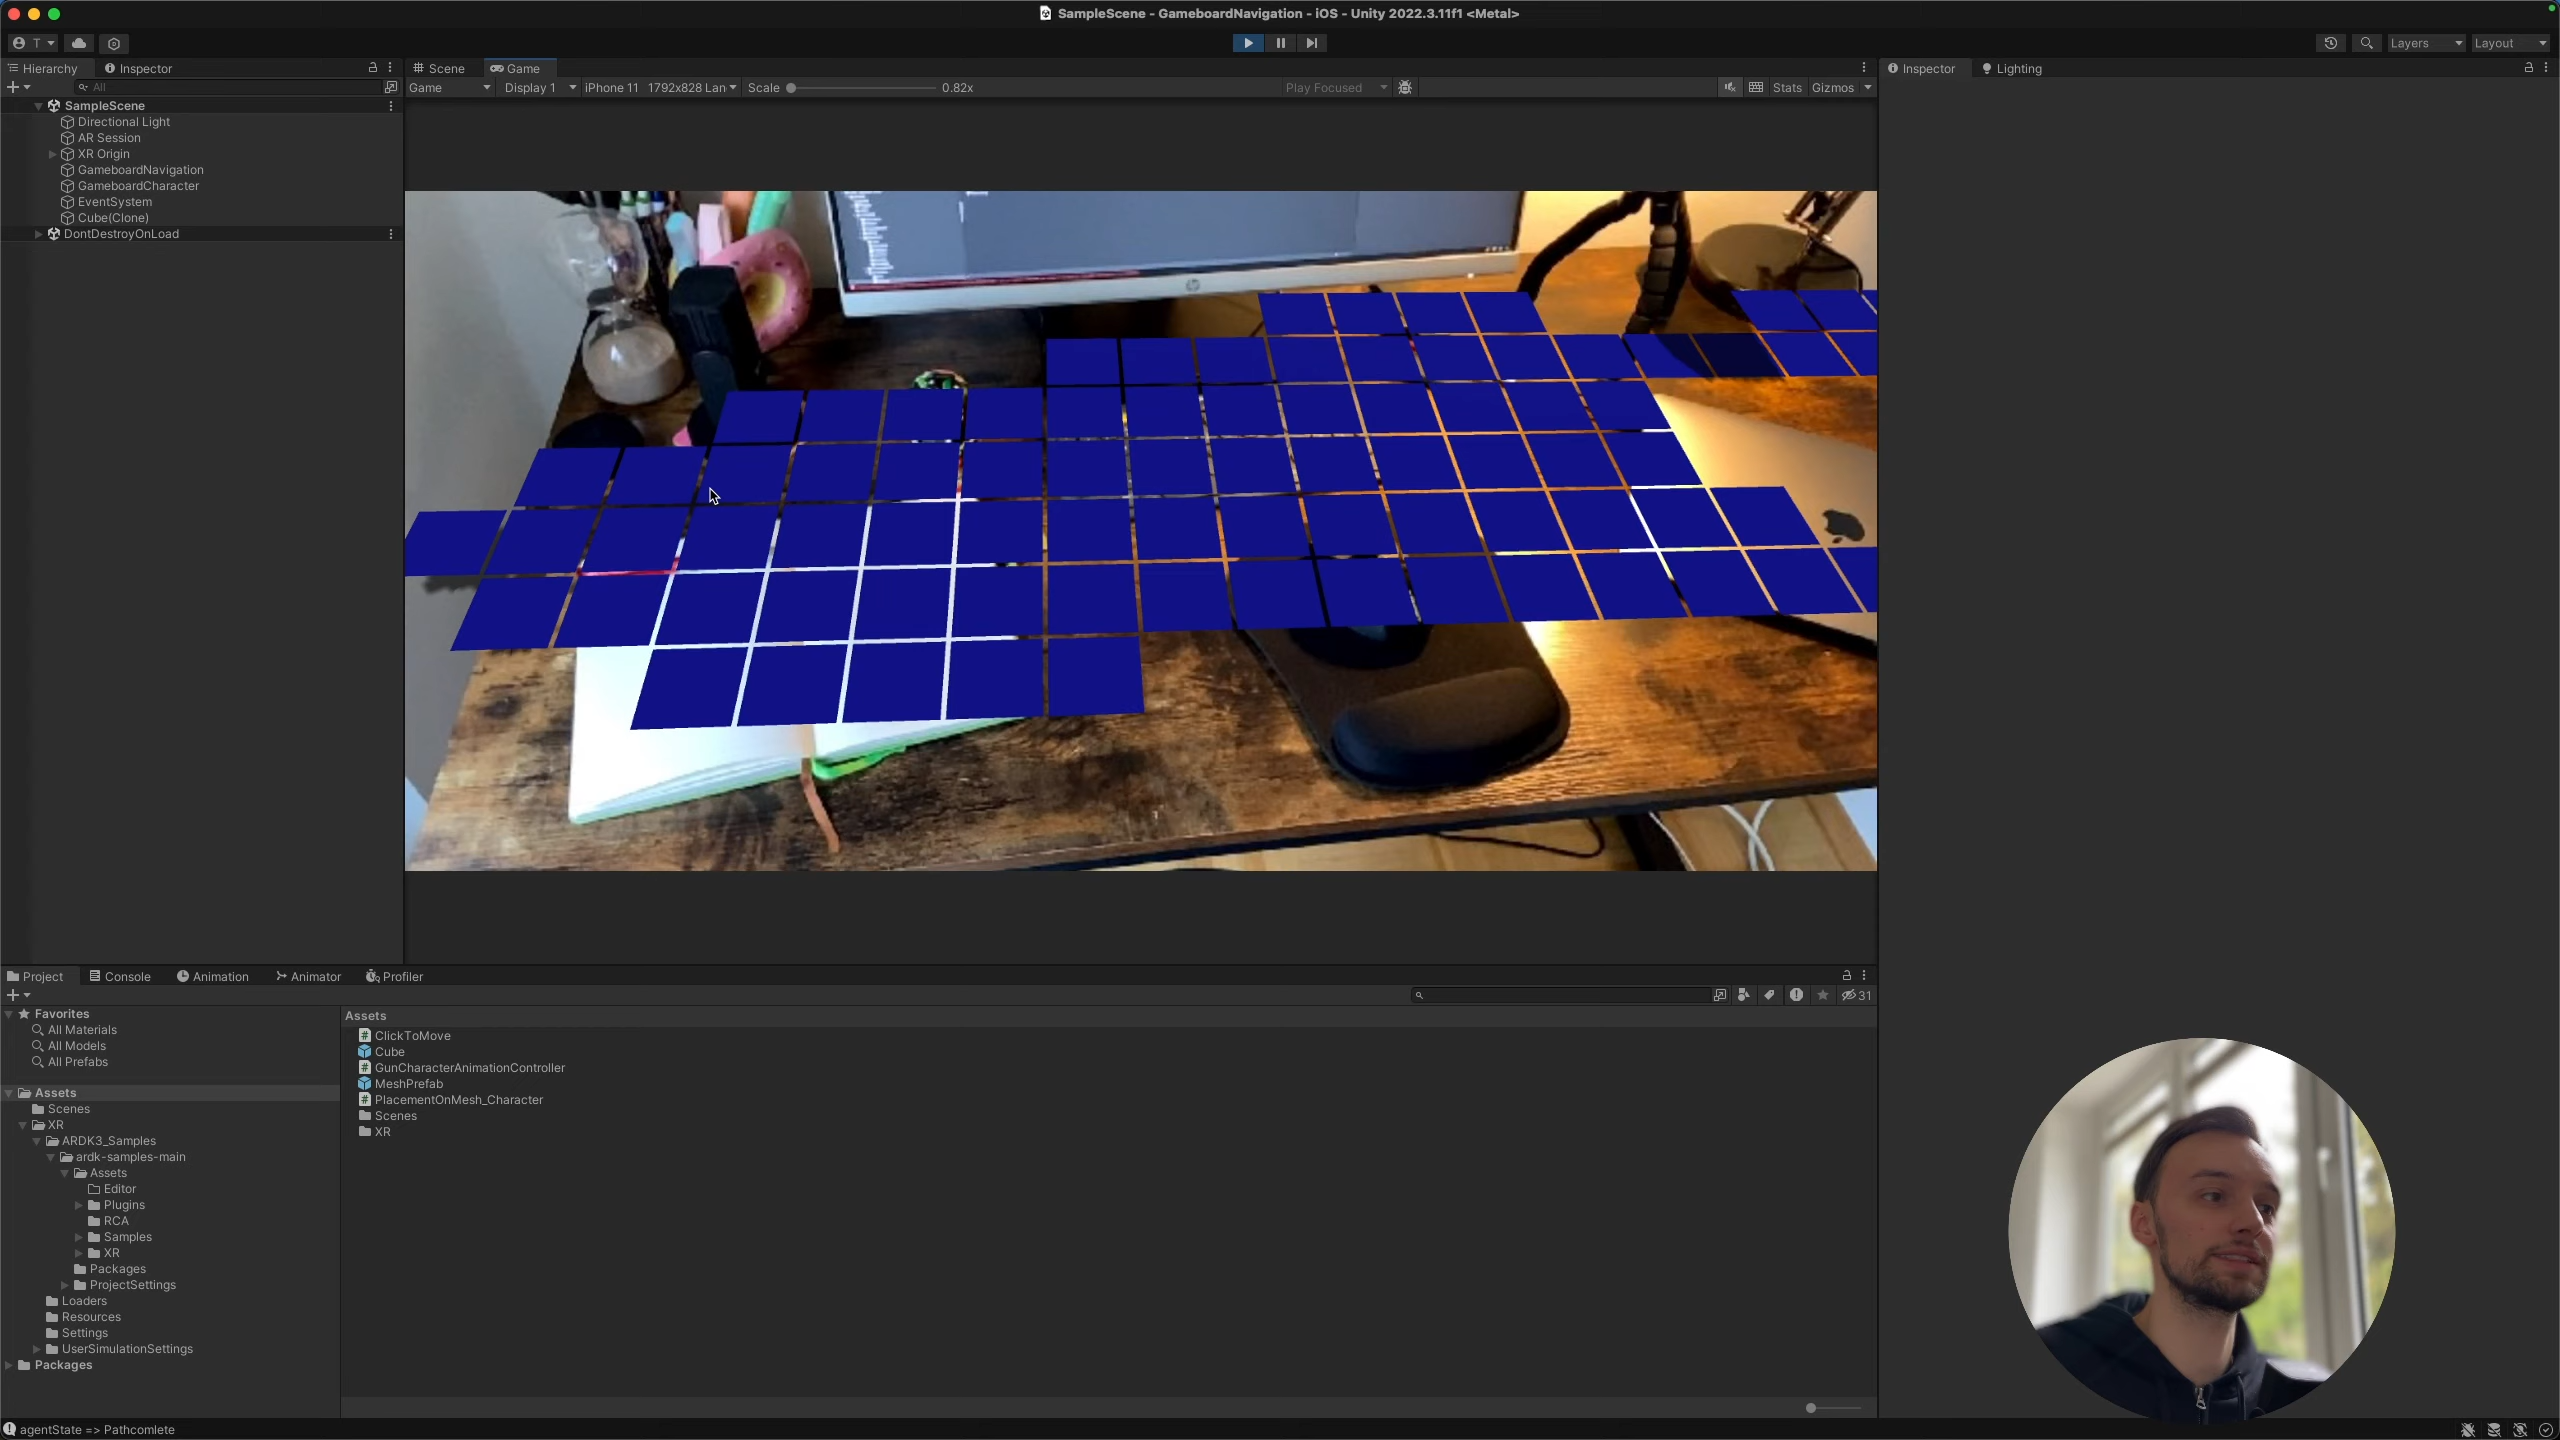 SampleScene - GameboardNavigation - iOS - Unity 2022.3.11f1 <Metal>
T
Layers
Layout
Hierarchy
Inspector
All
SampleScene
Directional Light
AR Session
XR Origin
GameboardNavigation
GameboardCharacter
EventSystem
Cube(Clone)
DontDestroyOnLoad
Scene
Game
Game
Display 1
iPhone 11 1792x828 Lan
Scale
0.82x
Play Focused
Stats
Gizmos
Inspector
Lighting
Project
Console
Animation
Animator
Profiler
31
Favorites
All Materials
All Models
All Prefabs
Assets
Scenes
XR
ARDK3_Samples
ardk-samples-main
Assets
Editor
Plugins
RCA
Samples
XR
Packages
ProjectSettings
Loaders
Resources
Settings
UserSimulationSettings
Packages
Assets
ClickToMove
Cube
GunCharacterAnimationController
MeshPrefab
PlacementOnMesh_Character
Scenes
XR
agentState => Pathcomlete